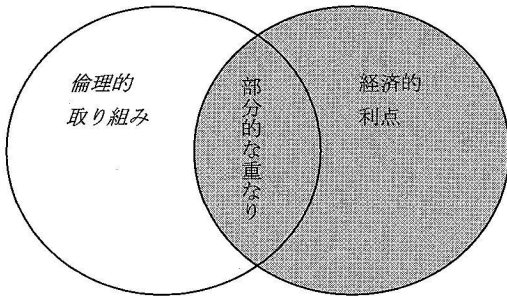 倫理的
取り組み
部分的な重なり
経済的
利点